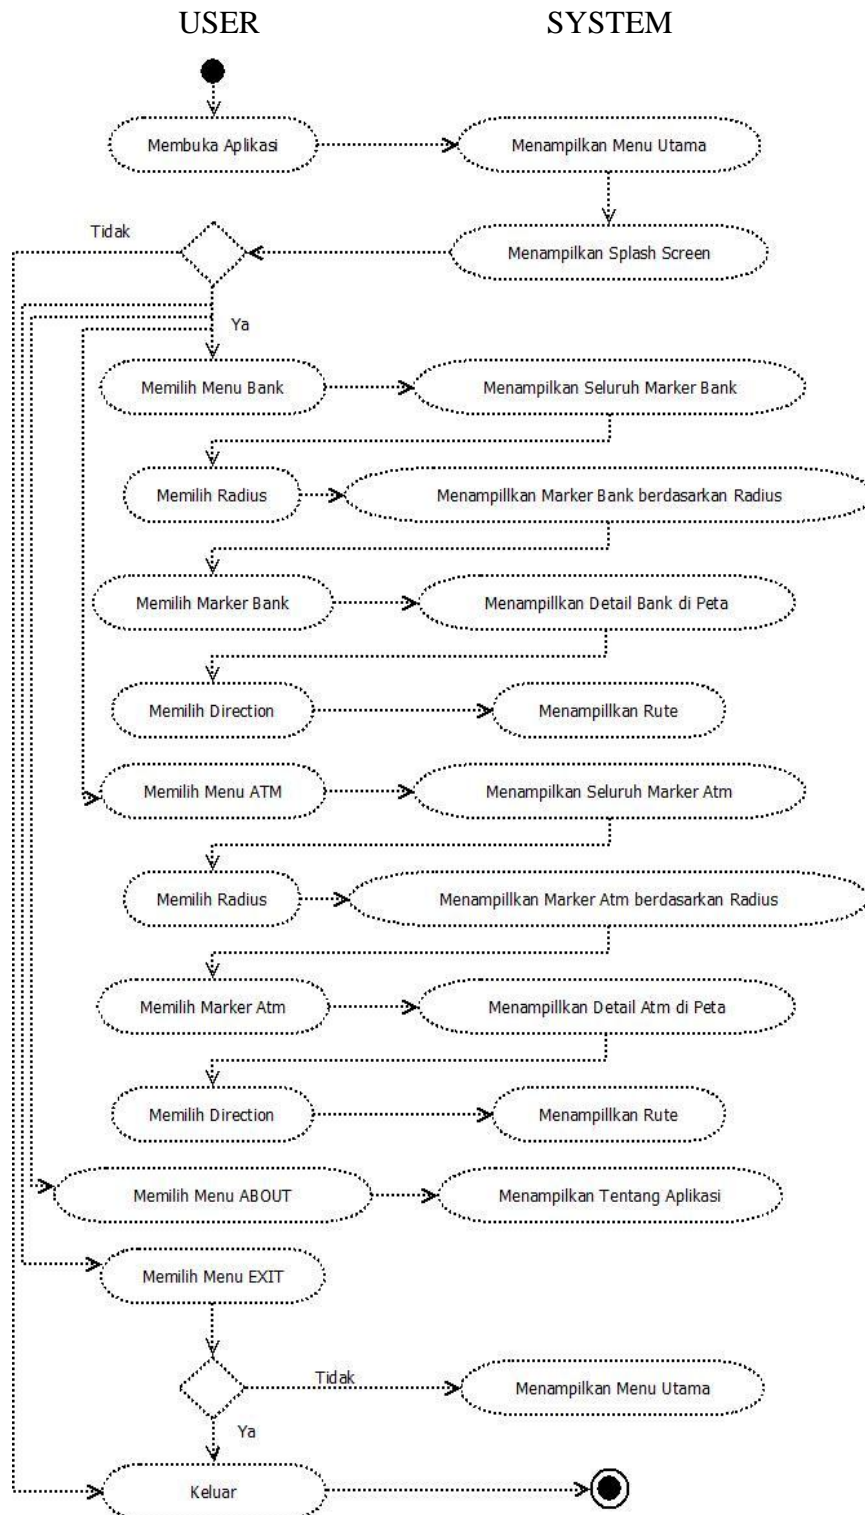 USER
SYSTEM
Membuka Aplikasi
Menampilkan Menu Utama
Tidak
Menampilkan Splash Screen
Ya
Memilih Menu Bank
Menampilkan Seluruh Marker Bank
Memilih Radius
Menampillkan Marker Bank berdasarkan Radius
Memilih Marker Bank
Menampillkan Detail Bank di Peta
Memilih Direction
Menampillkan Rute
Memilih Menu ATM
Menampilkan Seluruh Marker Atm
Memilih Radius
Menampillkan Marker Atm berdasarkan Radius
Memilih Marker Atm
Menampillkan Detail Atm di Peta
Memilih Direction
Menampillkan Rute
Memilih Menu ABOUT
Menampilkan Tentang Aplikasi
Memilih Menu EXIT
Tidak
Menampilkan Menu Utama
Ya
Keluar